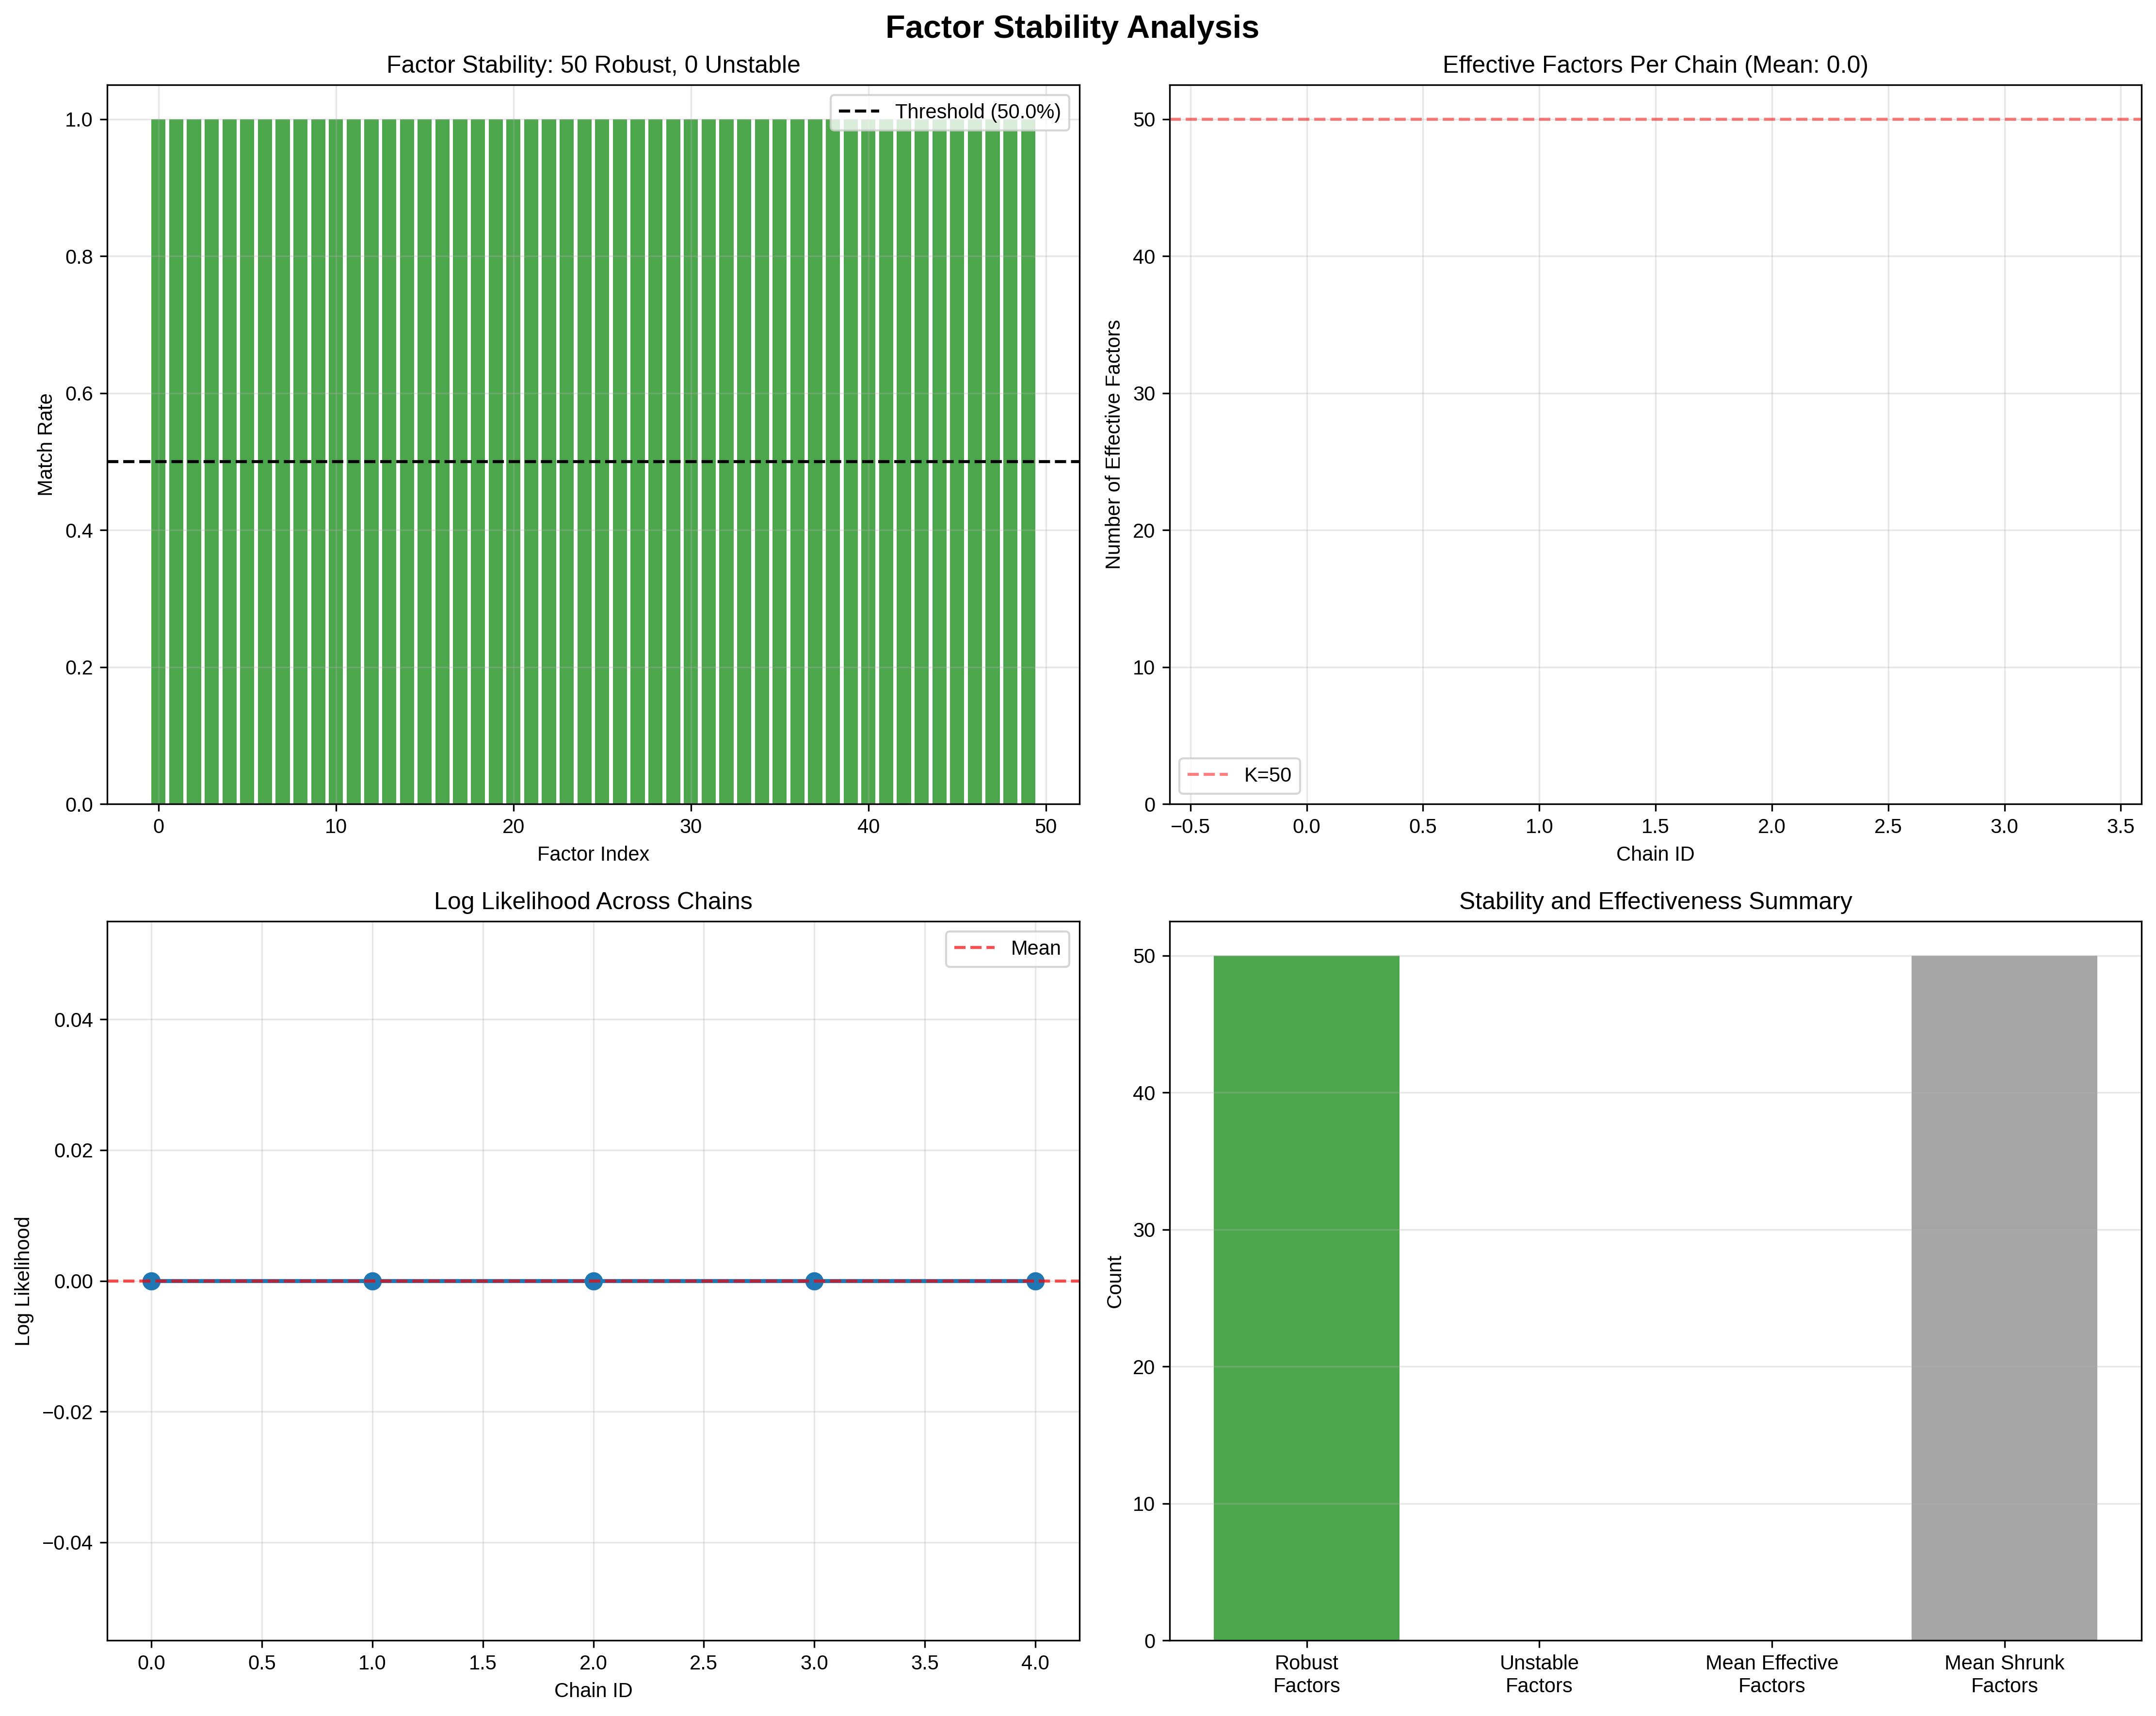 Factor Stability Analysis
Factor Stability: 50 Robust, 0 Unstable
Threshold (50.0%)
Match Rate
1.0
0.8
0.6
0.4
0.2
0.0
0 10 20 30 40 50
Factor Index
Effective Factors Per Chain (Mean: 0.0)
Number of Effective Factors
50
40
30
20
10
0
K=50
−0.5 0.0 0.5 1.0 1.5 2.0 2.5 3.0 3.5
Chain ID
Log Likelihood Across Chains
Mean
Log Likelihood
0.04
0.02
0.00
−0.02
−0.04
0.0 0.5 1.0 1.5 2.0 2.5 3.0 3.5 4.0
Chain ID
Stability and Effectiveness Summary
Count
50
40
30
20
10
0
Robust
Factors
Unstable
Factors
Mean Effective
Factors
Mean Shrunk
Factors